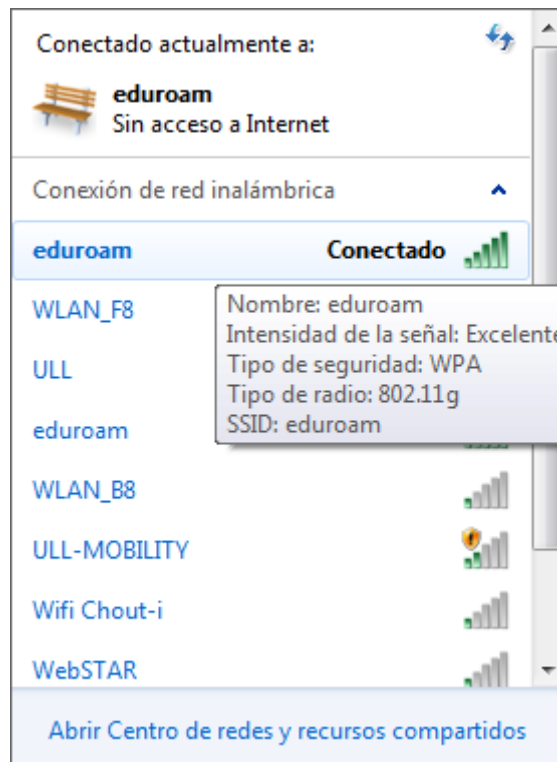 Conectado actualmente a:
eduroam
Sin acceso a Internet
Conexión de red inalámbrica
eduroam Conectado
WLAN_F8
Nombre: eduroam
Intensidad de la señal: Excelente
Tipo de seguridad: WPA
Tipo de radio: 802.11g
SSID: eduroam
ULL
eduroam
WLAN_B8
ULL-MOBILITY
Wifi Chout-i
WebSTAR
Abrir Centro de redes y recursos compartidos